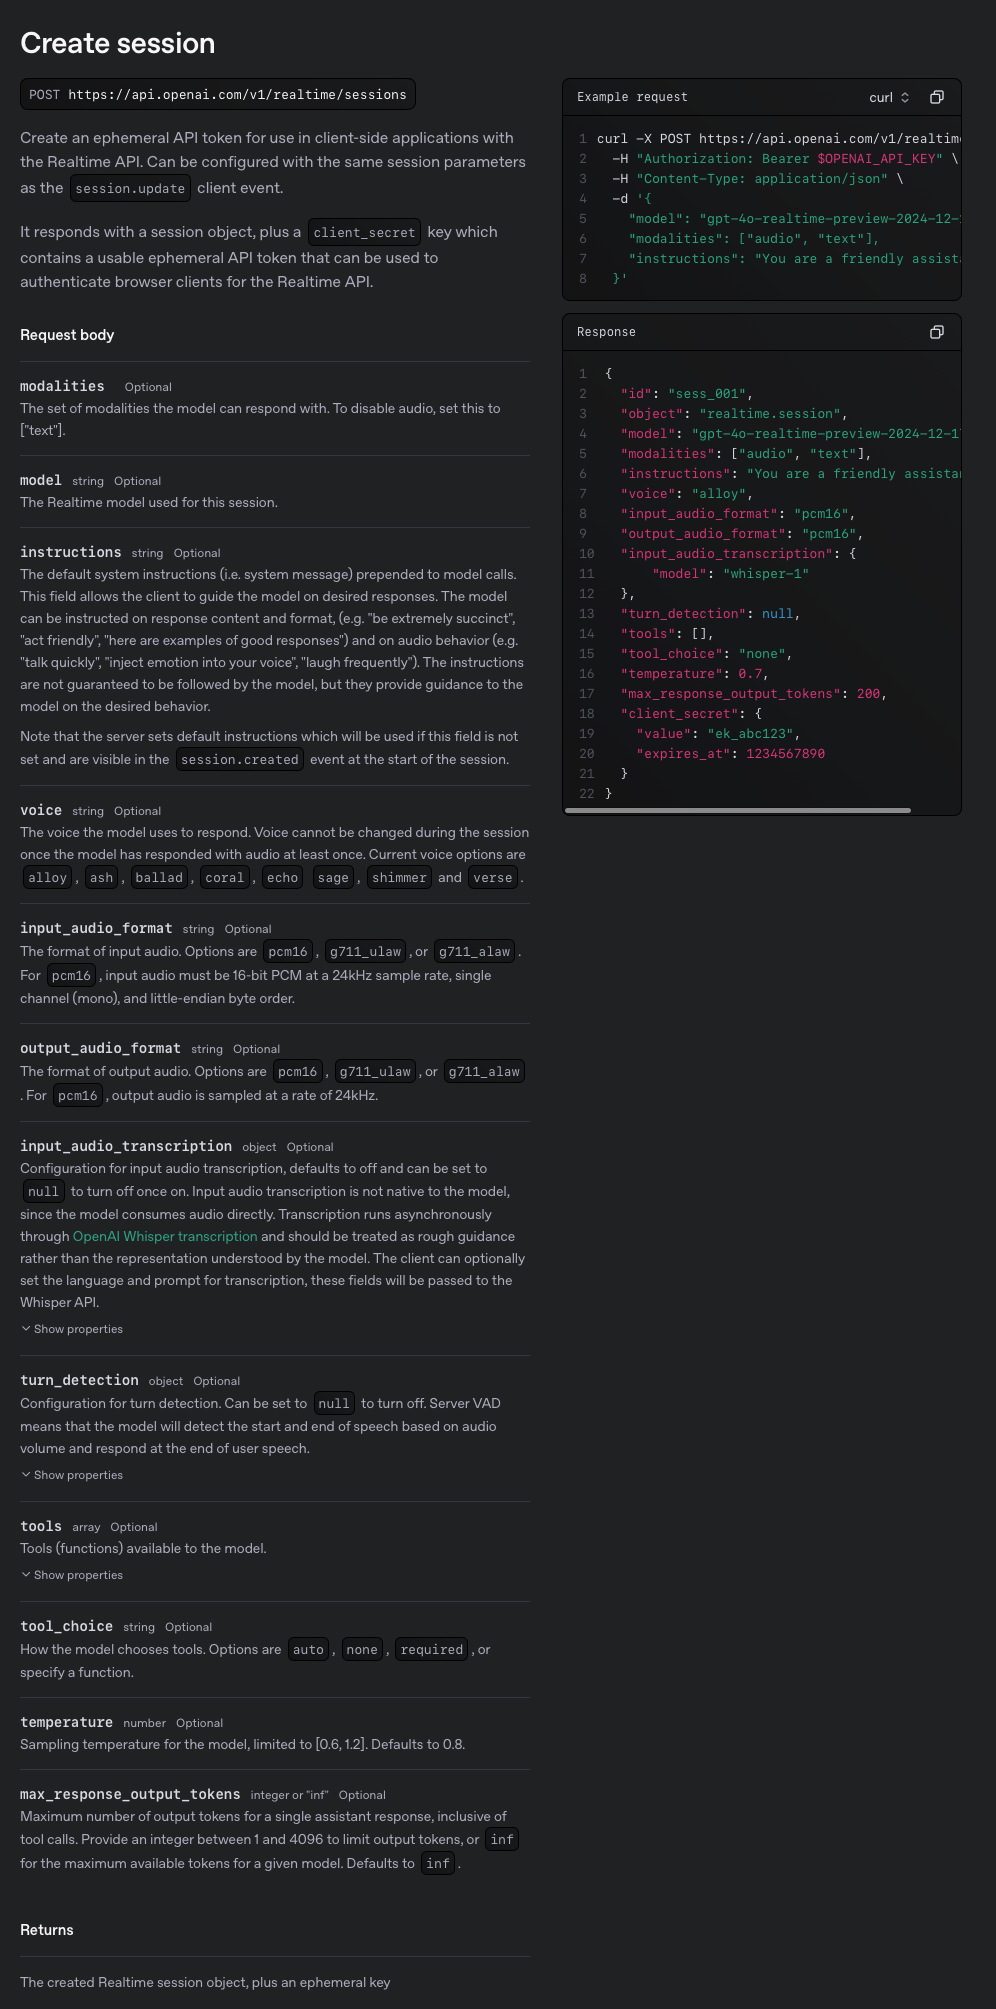 Create session
POST https://api.openai.com/v1/realtime/sessions
Create an ephemeral API token for use in client-side applications with
the Realtime API. Can be configured with the same session parameters
as the session.update client event.
It responds with a session object, plus a client_secret key which
contains a usable ephemeral API token that can be used to
authenticate browser clients for the Realtime API.
Request body
modalities Optional
The set of modalities the model can respond with. To disable audio, set this to
["text"].
model string Optional
The Realtime model used for this session.
instructions string Optional
The default system instructions (i.e. system message) prepended to model calls.
This field allows the client to guide the model on desired responses. The model
can be instructed on response content and format, (e.g. "be extremely succinct",
"act friendly", "here are examples of good responses") and on audio behavior (e.g.
"talk quickly", "inject emotion into your voice", "laugh frequently"). The instructions
are not guaranteed to be followed by the model, but they provide guidance to the
model on the desired behavior.
Note that the server sets default instructions which will be used if this field is not
set and are visible in the session.created event at the start of the session.
voice string Optional
The voice the model uses to respond. Voice cannot be changed during the session
once the model has responded with audio at least once. Current voice options are
alloy, ash, ballad, coral, echo sage, shimmer and verse.
input_audio_format string Optional
The format of input audio. Options are pcm16, g711_ulaw, or g711_alaw.
For pcm16, input audio must be 16-bit PCM at a 24kHz sample rate, single
channel (mono), and little-endian byte order.
output_audio_format string Optional
The format of output audio. Options are pcm16, g711_ulaw, or g711_alaw
. For pcm16, output audio is sampled at a rate of 24kHz.
input_audio_transcription object Optional
Configuration for input audio transcription, defaults to off and can be set to
null to turn off once on. Input audio transcription is not native to the model,
since the model consumes audio directly. Transcription runs asynchronously
through OpenAI Whisper transcription and should be treated as rough guidance
rather than the representation understood by the model. The client can optionally
set the language and prompt for transcription, these fields will be passed to the
Whisper API.
Show properties
turn_detection object Optional
Configuration for turn detection. Can be set to null to turn off. Server VAD
means that the model will detect the start and end of speech based on audio
volume and respond at the end of user speech.
Show properties
tools array Optional
Tools (functions) available to the model.
Show properties
tool_choice string Optional
How the model chooses tools. Options are auto, none, required, or
specify a function.
temperature number Optional
Sampling temperature for the model, limited to [0.6, 1.2]. Defaults to 0.8.
max_response_output_tokens integer or "inf" Optional
Maximum number of output tokens for a single assistant response, inclusive of
tool calls. Provide an integer between 1 and 4096 to limit output tokens, or inf
for the maximum available tokens for a given model. Defaults to inf.
Returns
The created Realtime session object, plus an ephemeral key
Example request curl
1 curl -X POST https://api.openai.com/v1/realtime
2 -H "Authorization: Bearer $OPENAI_API_KEY" \
3 -H "Content-Type: application/json" \
4 -d '{
5 "model": "gpt-4o-realtime-preview-2024-12-
6 "modalities": ["audio", "text"],
7 "instructions": "You are a friendly assista
8 }'
Response
1 {
2 "id": "sess_001",
3 "object": "realtime.session",
4 "model": "gpt-4o-realtime-preview-2024-12-17
5 "modalities": ["audio", "text"],
6 "instructions": "You are a friendly assistan
7 "voice": "alloy",
8 "input_audio_format": "pcm16",
9 "output_audio_format": "pcm16",
10 "input_audio_transcription": {
11 "model": "whisper-1"
12 },
13 "turn_detection": null,
14 "tools": [],
15 "tool_choice": "none",
16 "temperature": 0.7,
17 "max_response_output_tokens": 200,
18 "client_secret": {
19 "value": "ek_abc123",
20 "expires_at": 1234567890
21 }
22 }